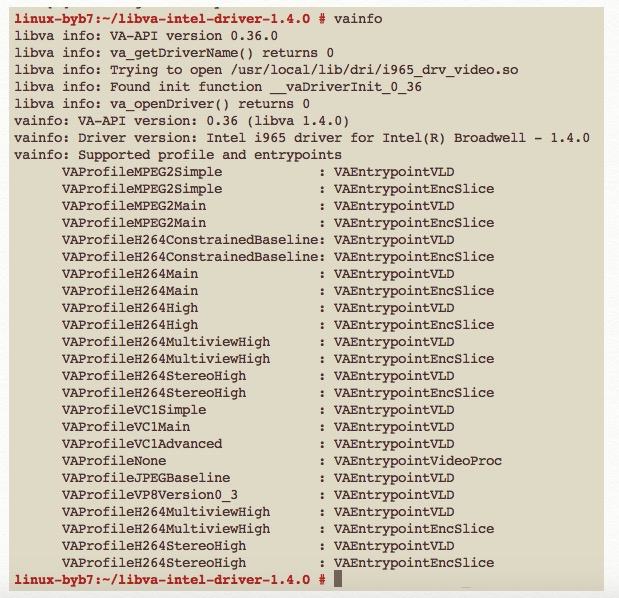 linux-byb7:~/libva-intel-driver-1.4.0 # vainfo
libva info: VA-API version 0.36.0
libva info: va_getDriverName() returns 0
libva info: Trying to open /usr/local/lib/dri/i965_drv_video.so
libva info: Found init function __vaDriverInit_0_36
libva info: va_openDriver() returns 0
vainfo: VA-API version: 0.36 (libva 1.4.0)
vainfo: Driver version: Intel i965 driver for Intel(R) Broadwell - 1.4.0
vainfo: Supported profile and entrypoints
      VAProfileMPEG2Simple            : VAEntrypointVLD
      VAProfileMPEG2Simple            : VAEntrypointEncSlice
      VAProfileMPEG2Main              : VAEntrypointVLD
      VAProfileMPEG2Main              : VAEntrypointEncSlice
      VAProfileH264ConstrainedBaseline: VAEntrypointVLD
      VAProfileH264ConstrainedBaseline: VAEntrypointEncSlice
      VAProfileH264Main               : VAEntrypointVLD
      VAProfileH264Main               : VAEntrypointEncSlice
      VAProfileH264High               : VAEntrypointVLD
      VAProfileH264High               : VAEntrypointEncSlice
      VAProfileH264MultiviewHigh      : VAEntrypointVLD
      VAProfileH264MultiviewHigh      : VAEntrypointEncSlice
      VAProfileH264StereoHigh         : VAEntrypointVLD
      VAProfileH264StereoHigh         : VAEntrypointEncSlice
      VAProfileVC1Simple              : VAEntrypointVLD
      VAProfileVC1Main                : VAEntrypointVLD
      VAProfileVC1Advanced            : VAEntrypointVLD
      VAProfileNone                   : VAEntrypointVideoProc
      VAProfileJPEGBaseline           : VAEntrypointVLD
      VAProfileVP8Version0_3          : VAEntrypointVLD
      VAProfileH264MultiviewHigh      : VAEntrypointVLD
      VAProfileH264MultiviewHigh      : VAEntrypointEncSlice
      VAProfileH264StereoHigh         : VAEntrypointVLD
      VAProfileH264StereoHigh         : VAEntrypointEncSlice
linux-byb7:~/libva-intel-driver-1.4.0 #